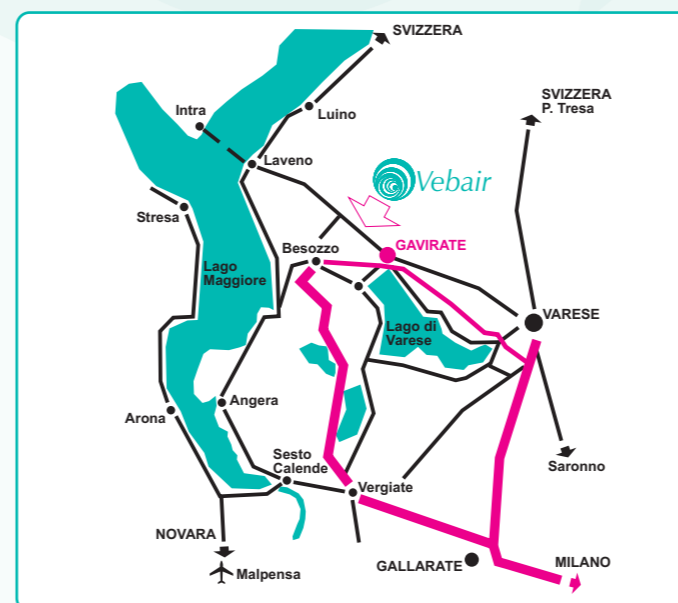 SVIZZERA
SVIZZERA
P. Tresa
Intra
Luino
Laveno
Vebair
Stresa
GAVIRATE
Besozzo
Lago
Maggiore
VARESE
Lago di
Varese
Angera
Arona
Sesto
Calende
Saronno
Vergiate
NOVARA
GALLARATE
MILANO
Malpensa